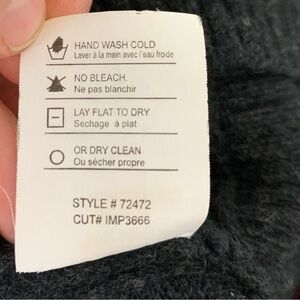 HAND WASH COLD
Laver à la main avec l'eau froide
NO BLEACH.
Ne pas blanchir
LAY FLAT TO DRY
Sechage à plat
OR DRY CLEAN
Ou sécher propre
STYLE # 72472
CUT# IMP3666